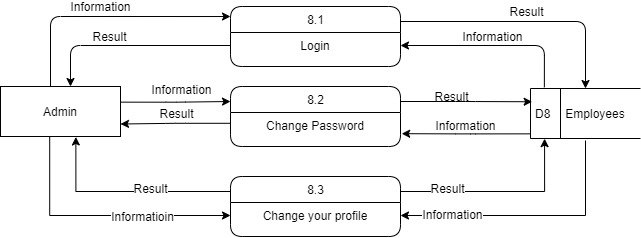 Information
8.1
Result
Result
Login
Information
Information
8.2
Result
Admin
Result
Change Password
Information
D8
Employees
Result
8.3
Result
Informatioin
Change your profile
Information